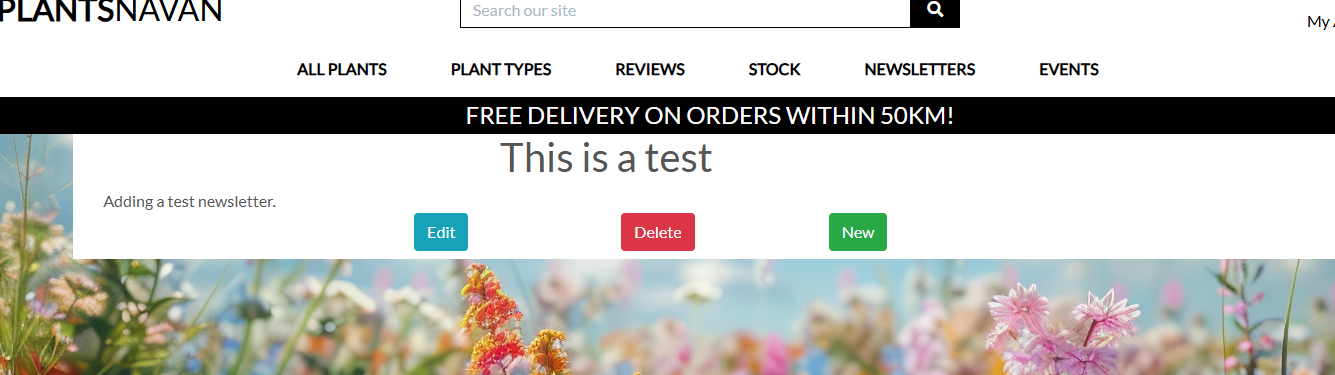 PLANTSNAVAN
Search our site
My
ALL PLANTS PLANT TYPES REVIEWS STOCK NEWSLETTERS EVENTS
FREE DELIVERY ON ORDERS WITHIN 50KM!
This is a test
Adding a test newsletter.
Edit Delete New